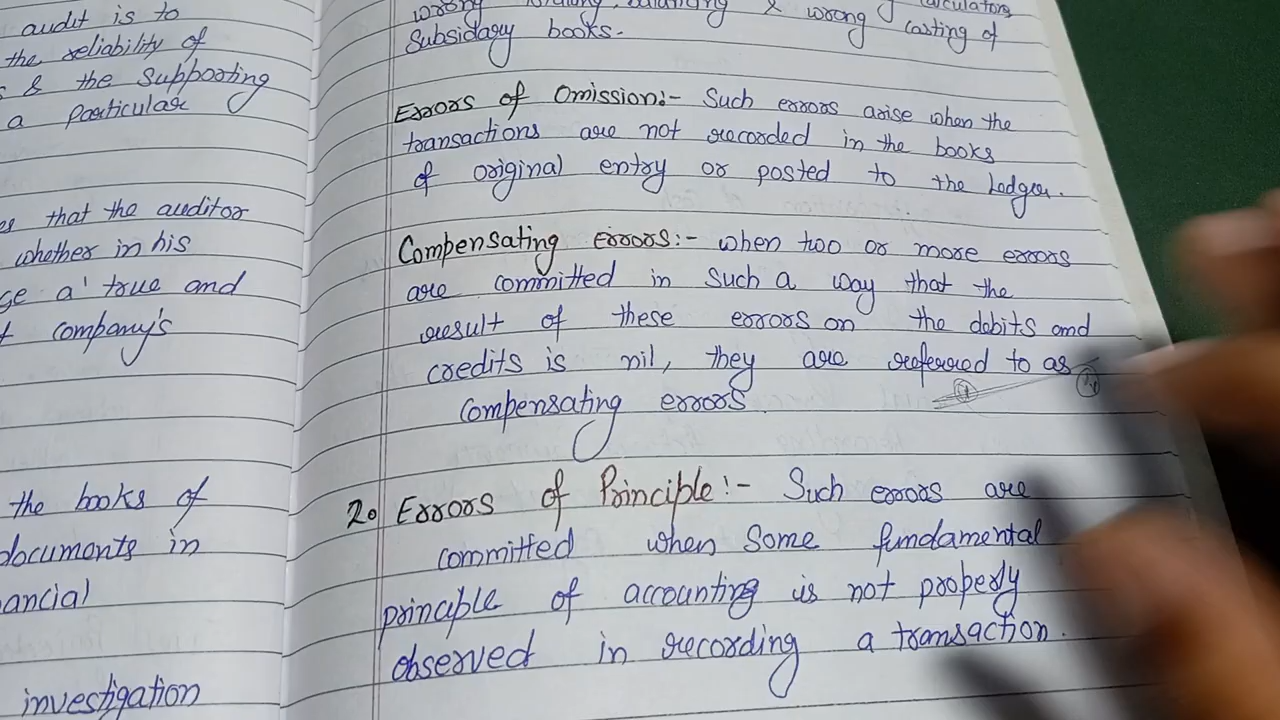 audit is to
the reliability of
& the supporting
a particular
that the auditor
whether in his
a true and
company's
the books of
documents in
ancial
investigation
wrong & wrong casting of
Subsidary books.
Errors of Omission:- Such errors arise when the
transactions are not recorded in the books
of original entry or posted to the Ledger.
Compensating Errors:- when two or more errors
are committed in such a way that the
result of these errors on the debits and
credits is nil, they are referred to as
Compensating errors.
2. Errors of Principle:- Such errors are
committed when some fundamental
principle of accounting is not properly
observed in recording a transaction.